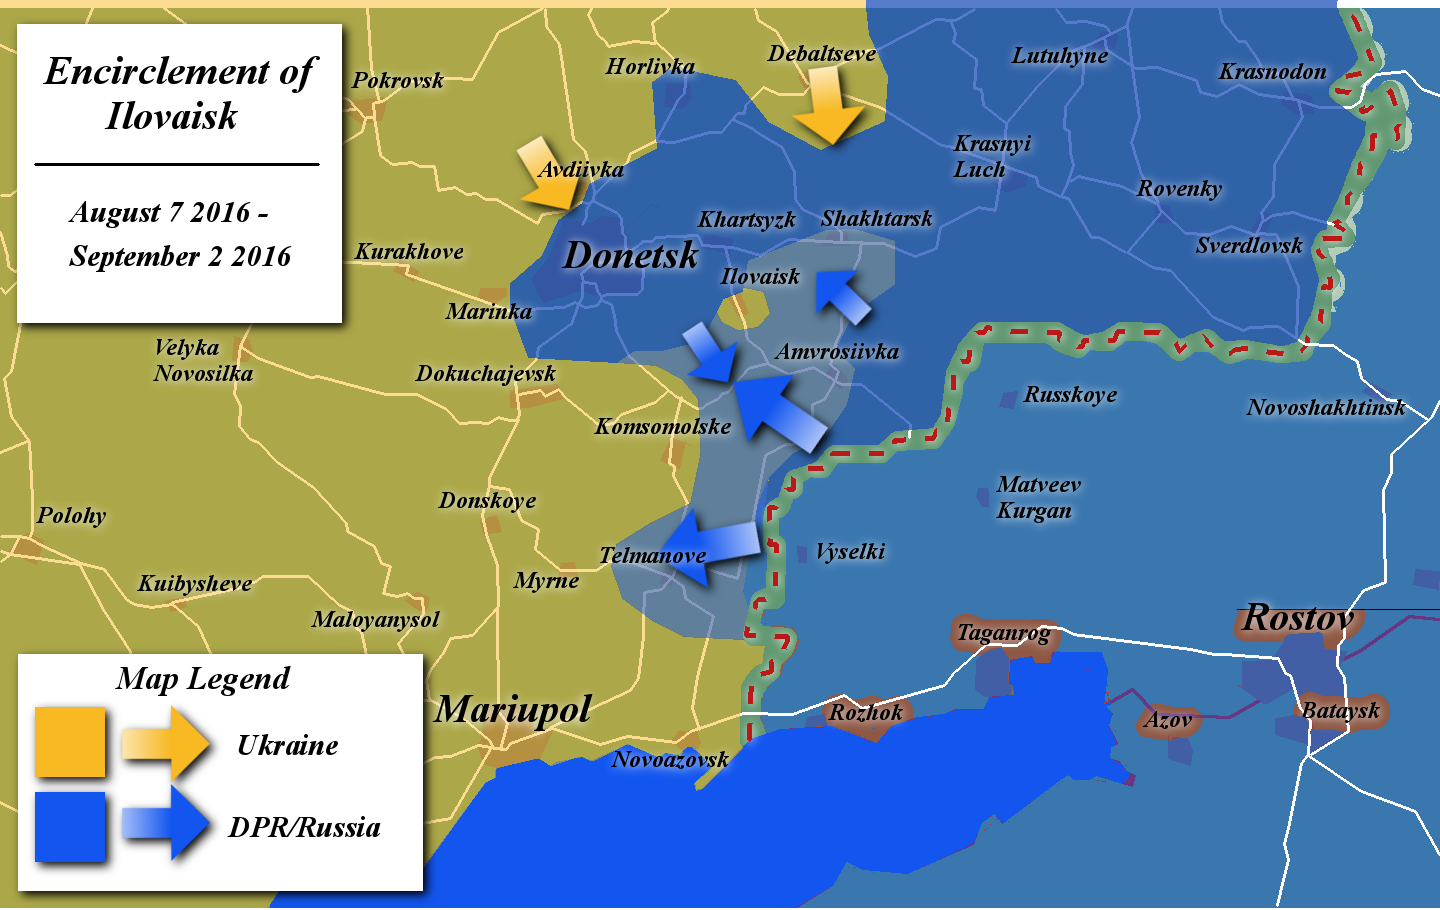 Encirclement of
Ilovaisk
August 7 2016 -
September 2 2016
Pokrovsk
Horlivka
Debaltseve
Lutuhyne
Krasnodon
Avdiivka
Krasnyi
Luch
Rovenky
Khartsyzk
Shakhtarsk
Sverdlovsk
Kurakhove
Donetsk
Ilovaisk
Marinka
Velyka
Novosilka
Dokuchajevsk
Amvrosiivka
Russkoye
Novoshakhtinsk
Komsomolske
Donskoye
Matveev
Kurgan
Polohy
Telmanove
Vyselki
Kuibysheve
Myrne
Maloyanysol
Taganrog
Rostov
Mariupol
Rozhok
Azov
Bataysk
Novoazovsk
Map Legend
Ukraine
DPR/Russia